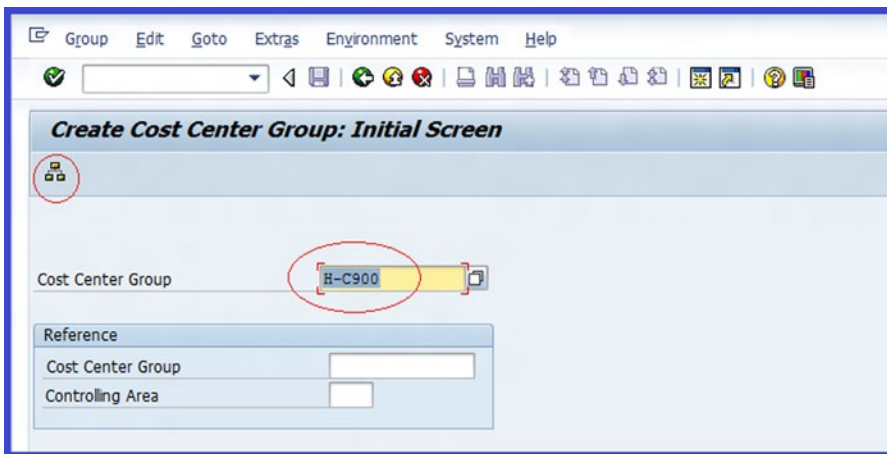 Group Edit Goto Extras Environment System Help
Create Cost Center Group: Initial Screen
Cost Center Group H-C900
Reference
Cost Center Group
Controlling Area